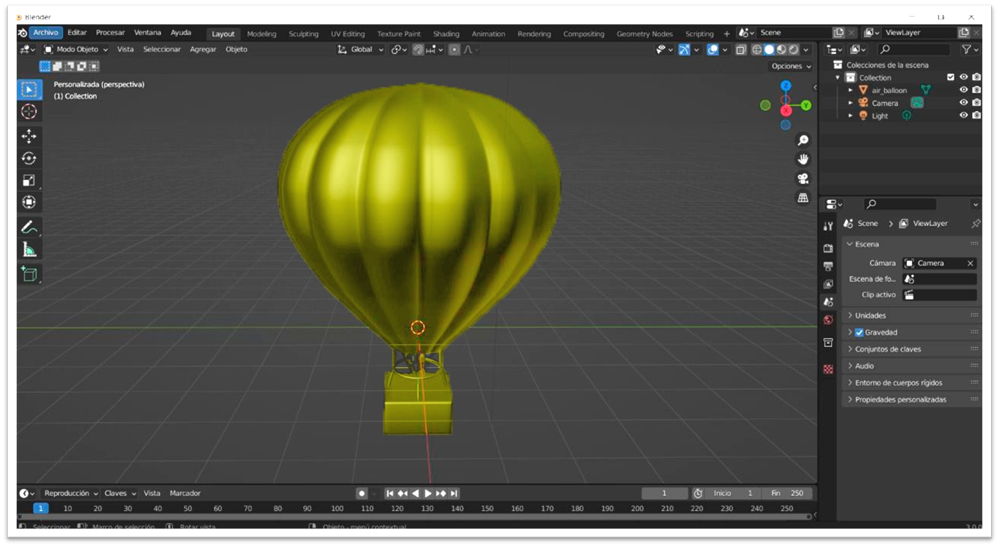 Blender
Archivo Editar Procesar Ventana Ayuda Layout Modeling Sculpting UV Editing Texture Paint Shading Animation Rendering Compositing Geometry Nodes Scripting + Scene ViewLayer
Modo Objeto Vista Seleccionar Agregar Objeto Global
Opciones
Personalizada (perspectiva)
(1) Collection
Z
Y
X
Colecciones de la escena
Collection
air_balloon
Camera
Light
Scene > ViewLayer
Escena
Cámara Camera
Escena de fo...
Clip activo
Unidades
Gravedad
Conjuntos de claves
Audio
Entorno de cuerpos rígidos
Propiedades personalizadas
Reproducción Claves Vista Marcador 1 Inicio 1 Fin 250
1 10 20 30 40 50 60 70 80 90 100 110 120 130 140 150 160 170 180 190 200 210 220 230 240 250
Seleccionar Marco de selección Rotar vista Objeto - menú contextual 3.0.0